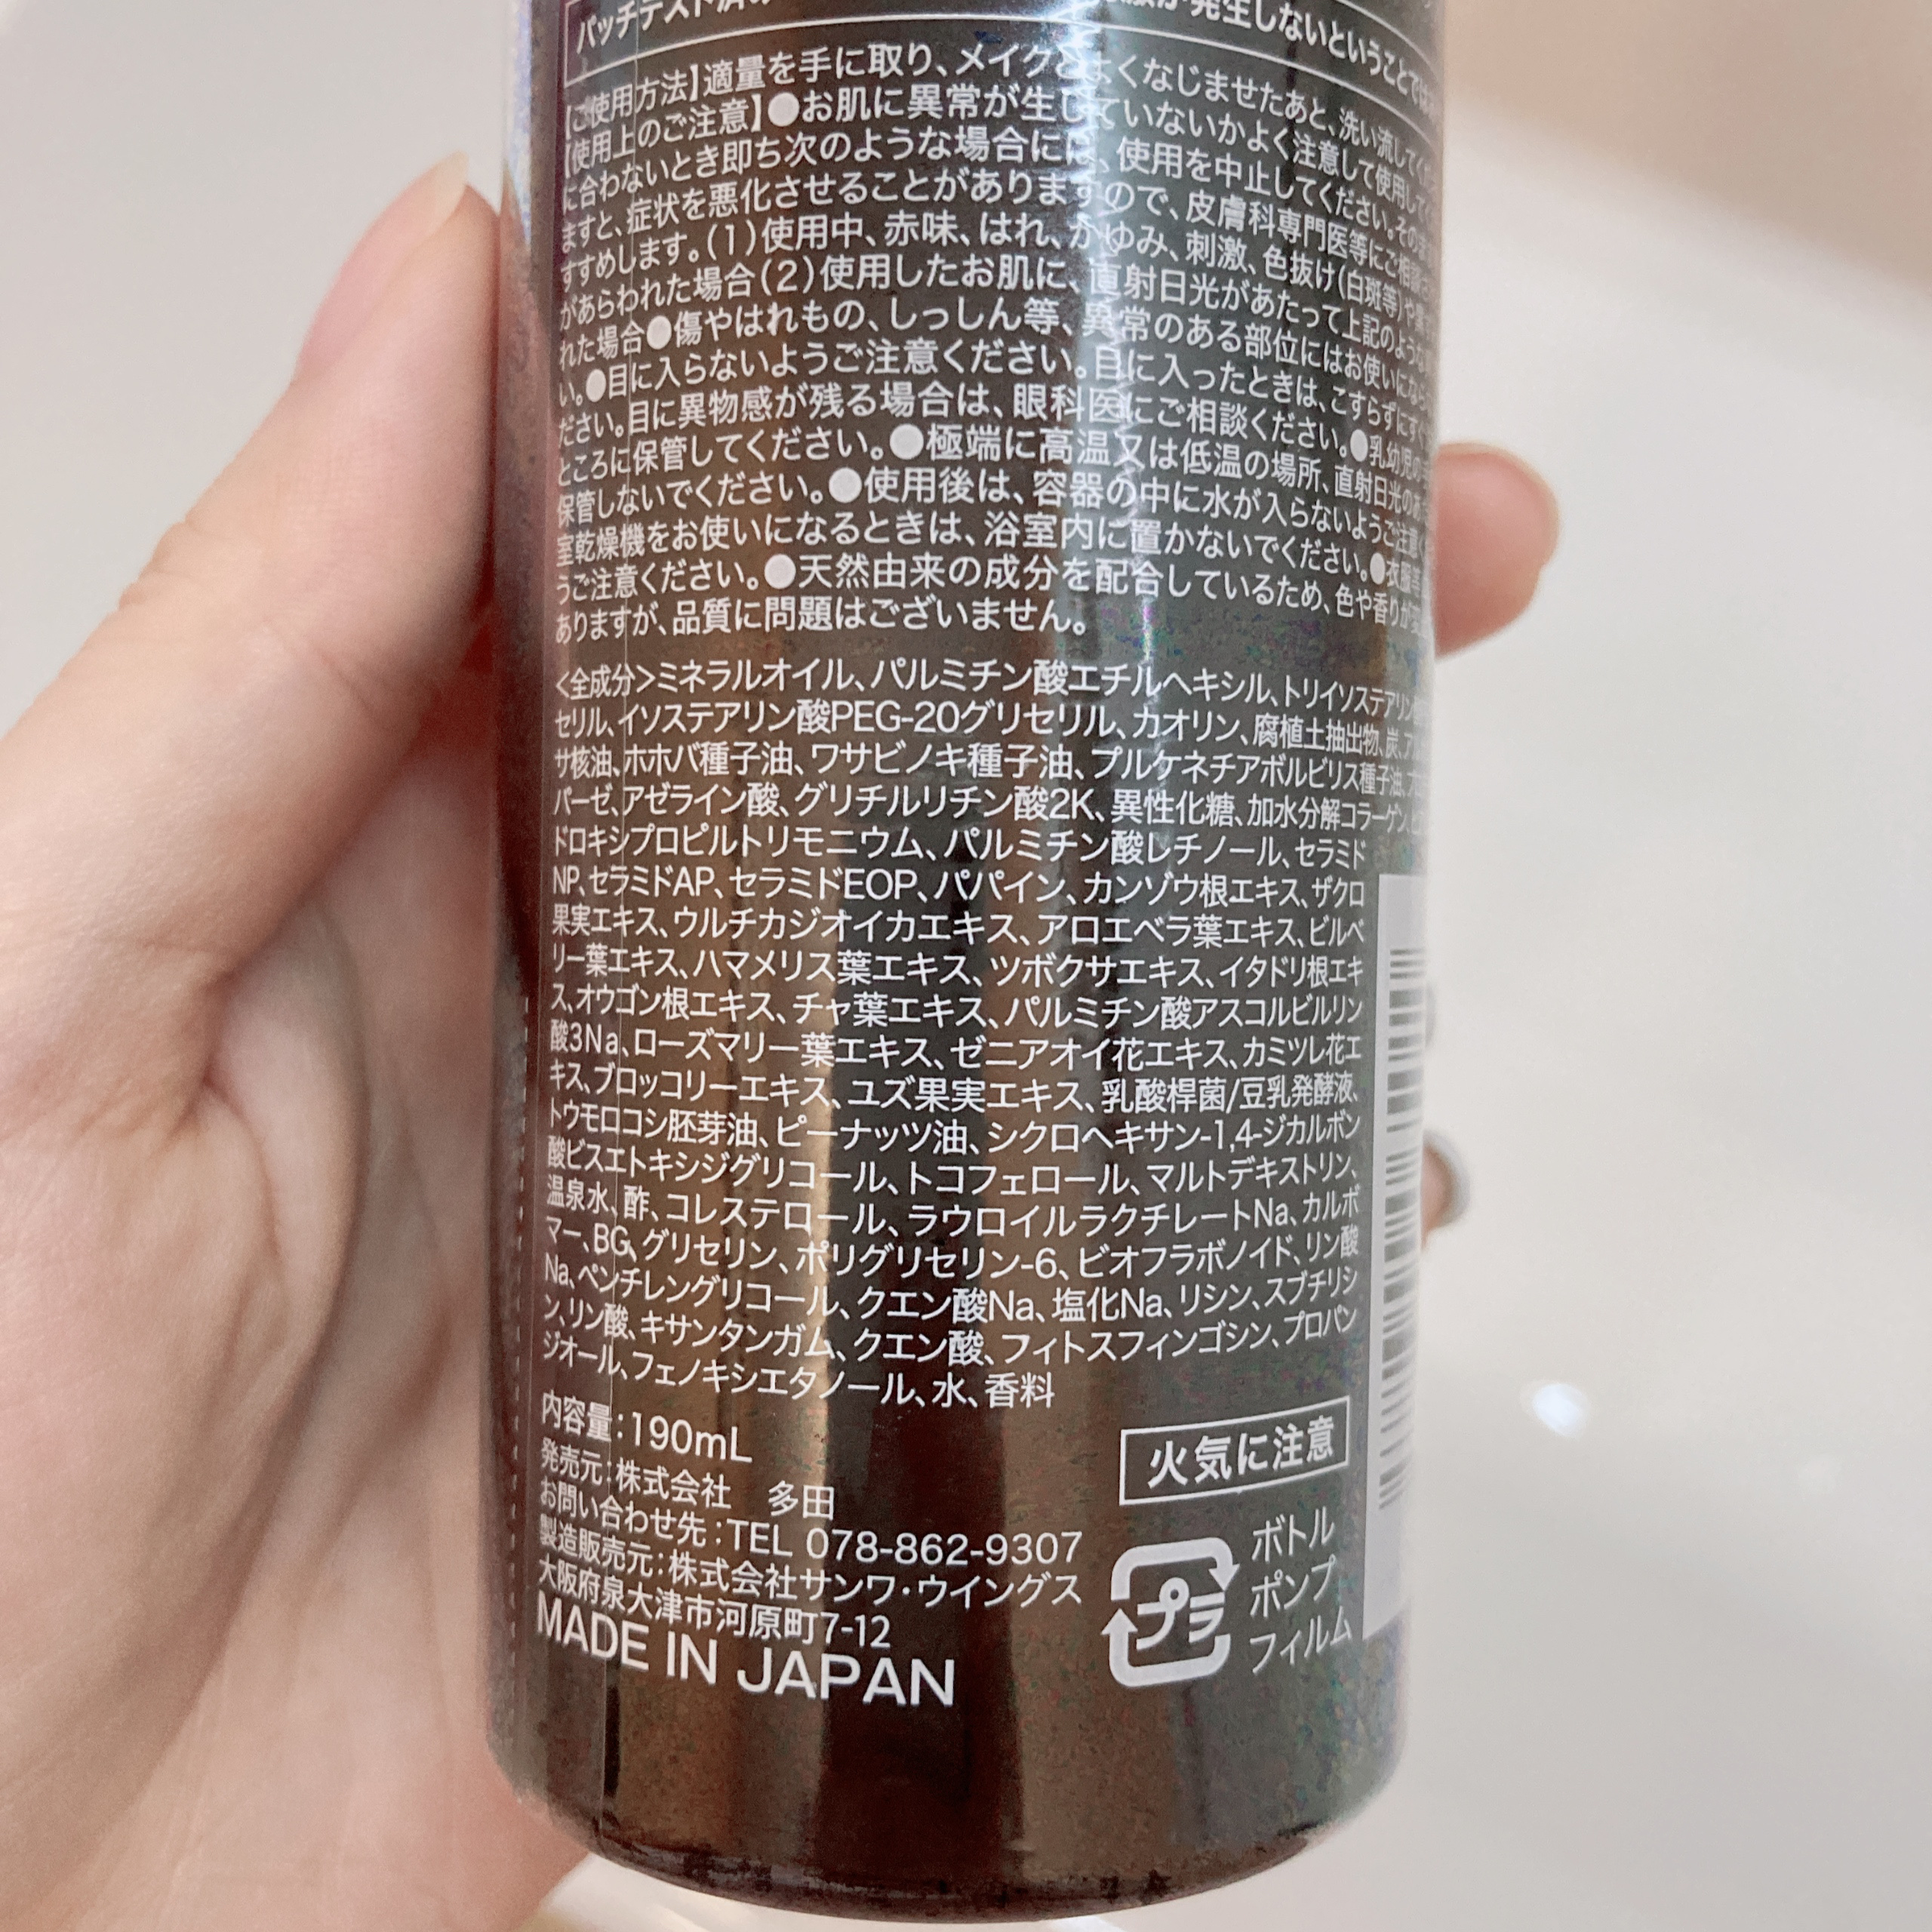 パッチテスト済み 発生しないということでは
【ご使用方法】適量を手に取り、メイクとよくなじませたあと、洗い流して
【使用上のご注意】●お肌に異常が生じていないかよく注意して使用して
に合わないとき即ち次のような場合には、使用を中止してください。そのまま
ますと、症状を悪化させることがありますので、皮膚科専門医等にご相談
すすめします。(1)使用中、赤味、はれ、かゆみ、刺激、色抜け(白斑等)や
があらわれた場合(2)使用したお肌に、直射日光があたって上記のような
れた場合●傷やはれもの、しっしん等、異常のある部位にはお使いになら
い。●目に入らないようご注意ください。目に入ったときは、こすらずにすぐ
ださい。目に異物感が残る場合は、眼科医にご相談ください。●乳幼児の
ところに保管してください。●極端に高温又は低温の場所、直射日光の
保管しないでください。●使用後は、容器の中に水が入らないようご注意
室乾燥機をお使いになるときは、浴室内に置かないでください。●衣服
うご注意ください。●天然由来の成分を配合しているため、色や香りが
ありますが、品質に問題はございません。
<全成分>ミネラルオイル、パルミチン酸エチルヘキシル、トリイソステアリン
セリル、イソステアリン酸PEG-20グリセリル、カオリン、腐植土抽出物、炭、
サ核油、ホホバ種子油、ワサビノキ種子油、プルケネチアボルビリス種子油、
パーゼ、アゼライン酸、グリチルリチン酸2K、異性化糖、加水分解コラーゲン、ヒ
ドロキシプロピルトリモニウム、パルミチン酸レチノール、セラミド
NP、セラミドAP、セラミドEOP、パパイン、カンゾウ根エキス、ザクロ
果実エキス、ウルチカジオイカエキス、アロエベラ葉エキス、ビルベ
リー葉エキス、ハマメリス葉エキス、ツボクサエキス、イタドリ根エキ
ス、オウゴン根エキス、チャ葉エキス、パルミチン酸アスコルビルリン
酸3Na、ローズマリー葉エキス、ゼニアオイ花エキス、カミツレ花エ
キス、ブロッコリーエキス、ユズ果実エキス、乳酸桿菌/豆乳発酵液、
トウモロコシ胚芽油、ピーナッツ油、シクロヘキサン-1,4-ジカルボン
酸ビスエトキシジグリコール、トコフェロール、マルトデキストリン、
温泉水、酢、コレステロール、ラウロイルラクチレートNa、カルボ
マー、BG、グリセリン、ポリグリセリン-6、ビオフラボノイド、リン酸
Na、ペンチレングリコール、クエン酸Na、塩化Na、リシン、スブチリシ
ン、リン酸、キサンタンガム、クエン酸、フィトスフィンゴシン、プロパン
ジオール、フェノキシエタノール、水、香料
内容量:190mL
発売元:株式会社 多田
お問い合わせ先:TEL 078-862-9307
製造販売元:株式会社サンワ・ウイングス
大阪府泉大津市河原町7-12
MADE IN JAPAN
火気に注意
プラ
ボトル
ポンプ
フィルム